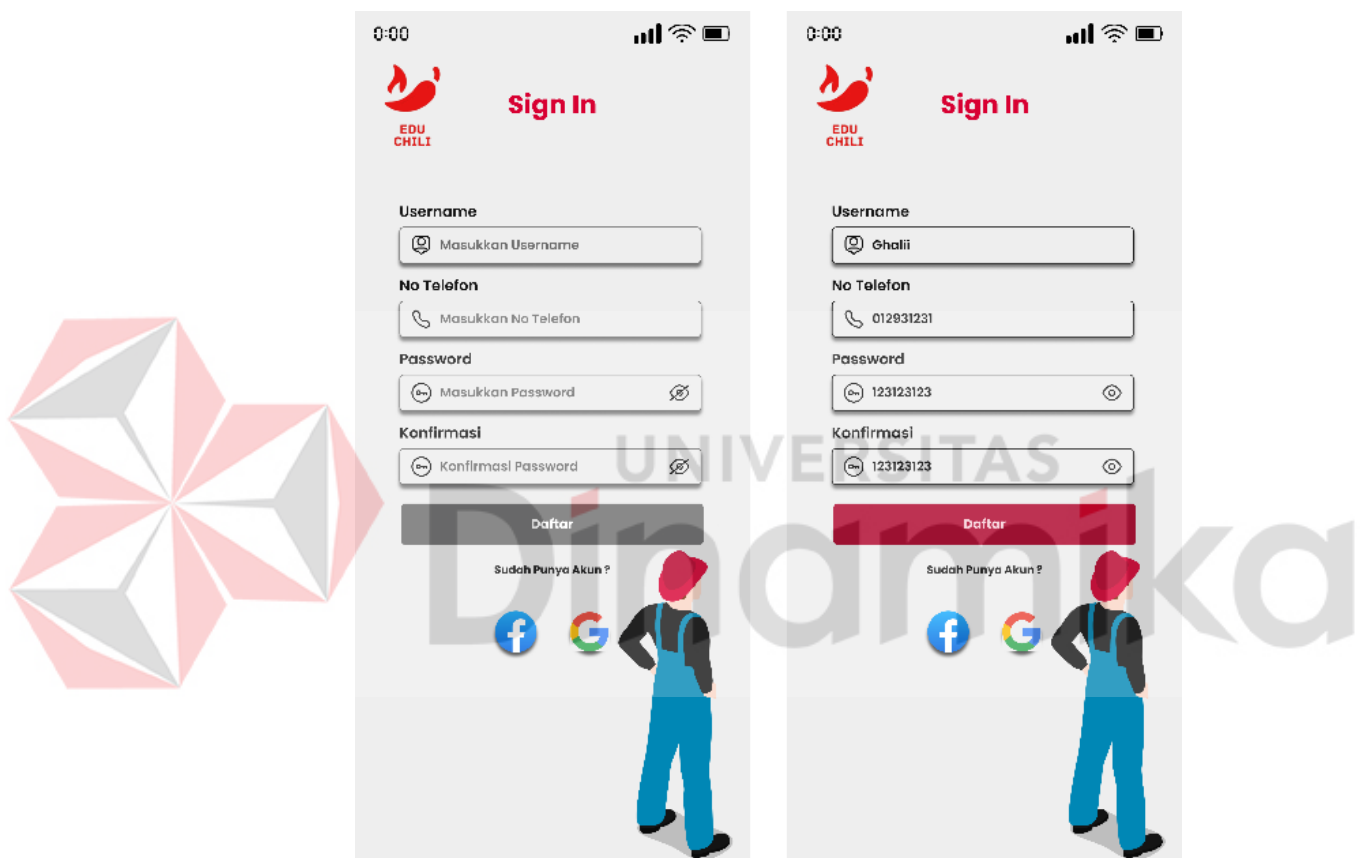 0:00
EDU
CHILI
Sign In
Username
Masukkan Username
No Telefon
Masukkan No Telefon
Password
Masukkan Password
Konfirmasi
Konfirmasi Password
Daftar
Sudah Punya Akun ?
0:00
EDU
CHILI
Sign In
Username
Ghalii
No Telefon
012931231
Password
123123123
Konfirmasi
123123123
Daftar
Sudah Punya Akun ?
UNIVERSITAS
Dinamika